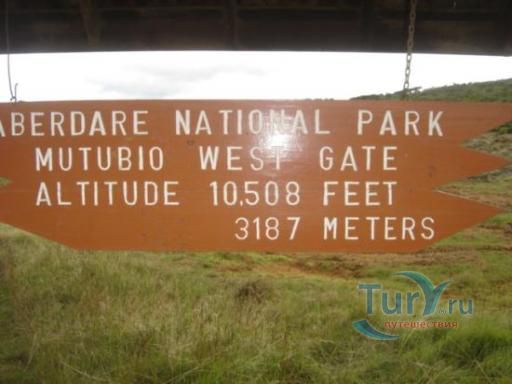 ABERDARE NATIONAL PARK
MUTUBIO WEST GATE
ALTITUDE 10,508 FEET
3187 METERS
Tury.ru
путешествия